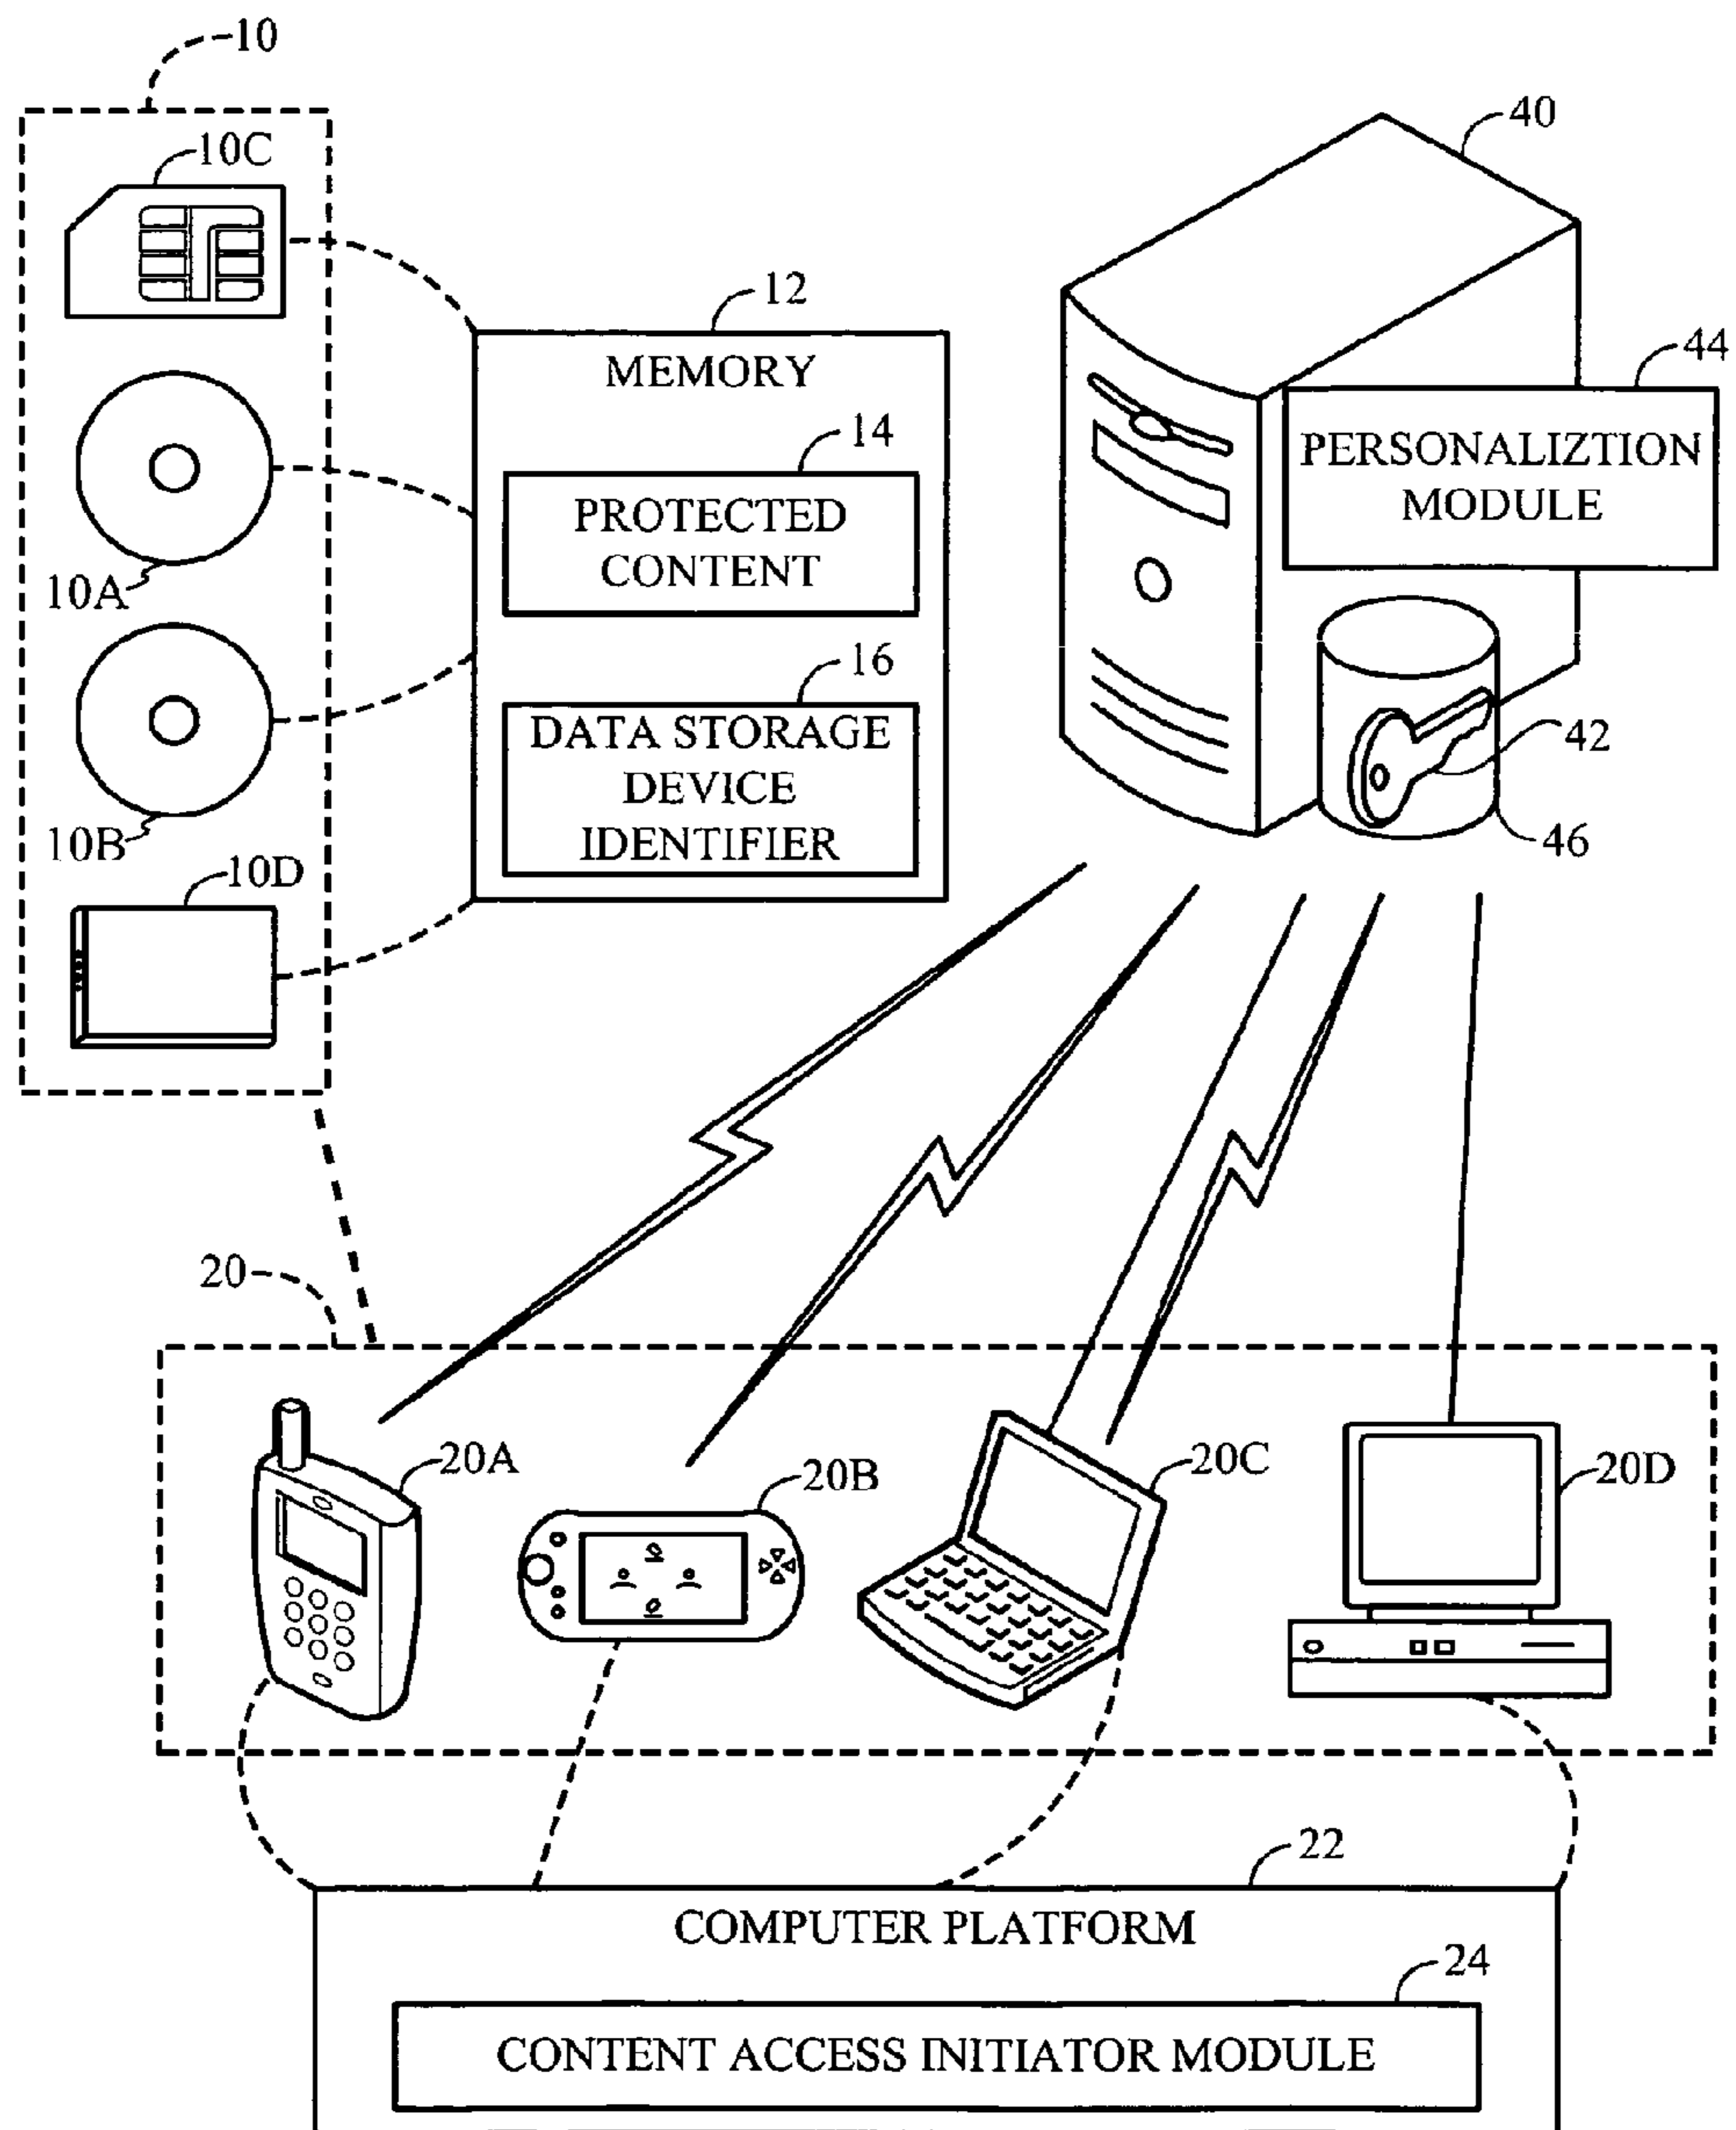 10
10C
40
12
MEMORY
44
14
PERSONALIZTION
MODULE
PROTECTED
CONTENT
10A
16
DATA STORAGE
DEVICE
IDENTIFIER
42
46
10B
10D
20
20A
20B
20C
20D
22
COMPUTER PLATFORM
24
CONTENT ACCESS INITIATOR MODULE